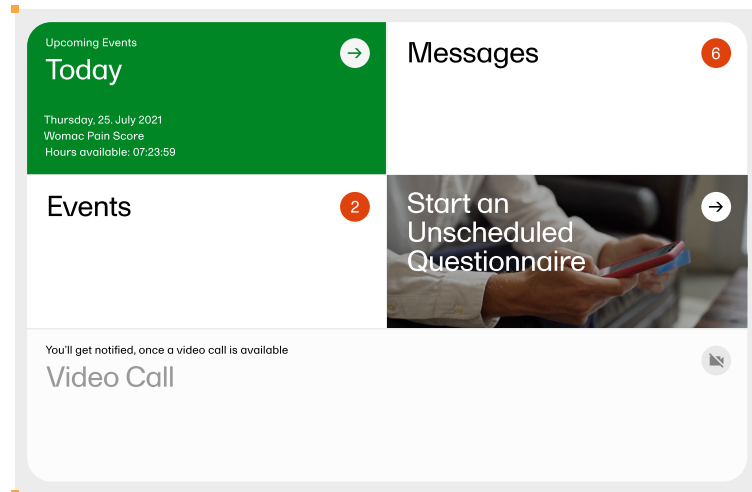 Upcoming Events
Today
Thursday, 25. July 2021
Womac Pain Score
Hours available: 07:23:59
Messages
6
Events
2
Start an
Unscheduled
Questionnaire
You'll get notified, once a video call is available
Video Call